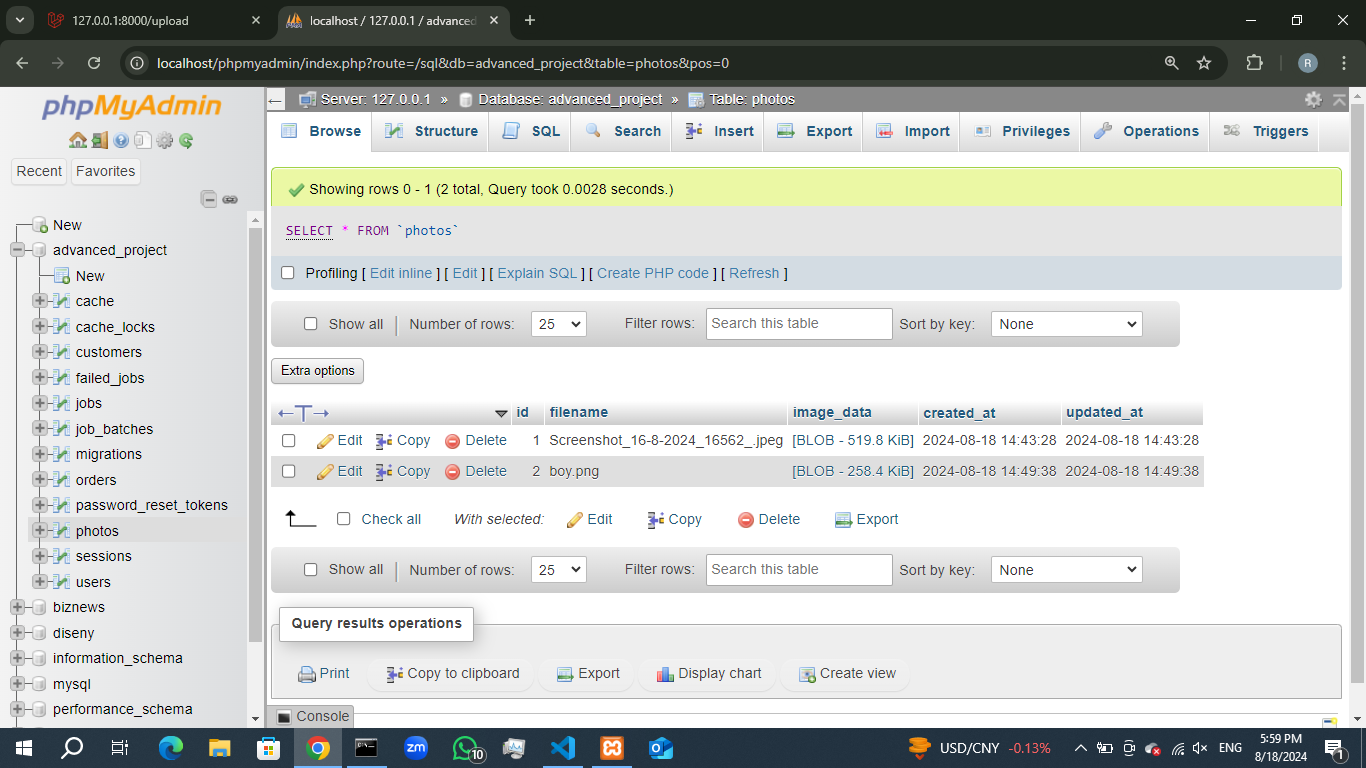 127.0.0.1:8000/upload
localhost / 127.0.0.1 / advanced
localhost/phpmyadmin/index.php?route=/sql&db=advanced_project&table=photos&pos=0
R
phpMyAdmin
Recent
Favorites
New
advanced_project
New
cache
cache_locks
customers
failed_jobs
jobs
job_batches
migrations
orders
password_reset_tokens
photos
sessions
users
biznews
diseny
information_schema
mysql
performance_schema
Server: 127.0.0.1 » Database: advanced_project » Table: photos
Browse Structure SQL Search Insert Export Import Privileges Operations Triggers
Showing rows 0 - 1 (2 total, Query took 0.0028 seconds.)
SELECT * FROM `photos`
Profiling [ Edit inline ] [ Edit ] [ Explain SQL ] [ Create PHP code ] [ Refresh ]
Show all | Number of rows: 25 Filter rows: Search this table Sort by key: None
Extra options
←T→ id filename image_data created_at updated_at
Edit Copy Delete 1 Screenshot_16-8-2024_16562_.jpeg [BLOB - 519.8 KiB] 2024-08-18 14:43:28 2024-08-18 14:43:28
Edit Copy Delete 2 boy.png [BLOB - 258.4 KiB] 2024-08-18 14:49:38 2024-08-18 14:49:38
Check all With selected: Edit Copy Delete Export
Show all | Number of rows: 25 Filter rows: Search this table Sort by key: None
Query results operations
Print Copy to clipboard Export Display chart Create view
Console
zm
10
USD/CNY -0.13%
ENG
5:59 PM
8/18/2024
1